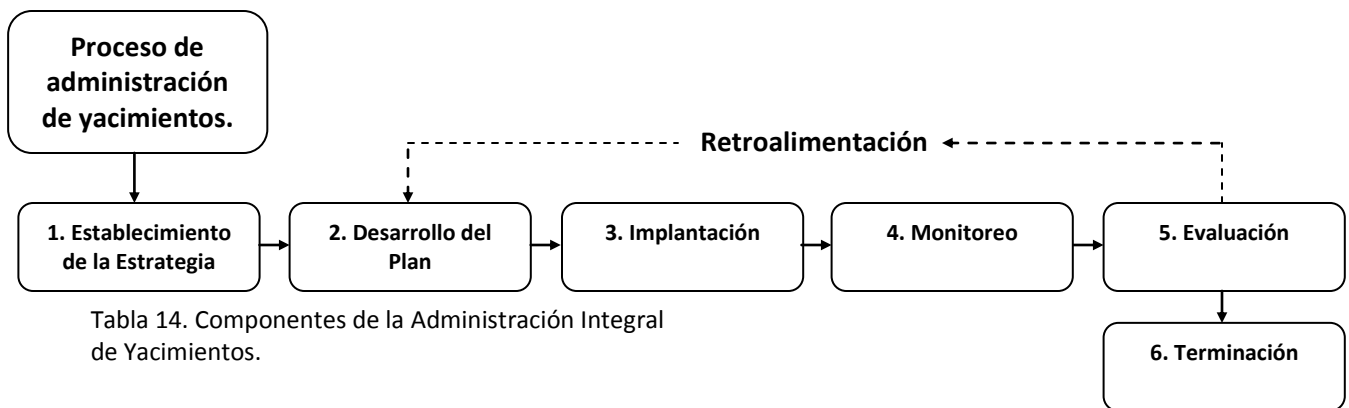 Proceso de
administración
de yacimientos.
Retroalimentación
1. Establecimiento
de la Estrategia
2. Desarrollo del
Plan
3. Implantación
4. Monitoreo
5. Evaluación
Tabla 14. Componentes de la Administración Integral
de Yacimientos.
6. Terminación